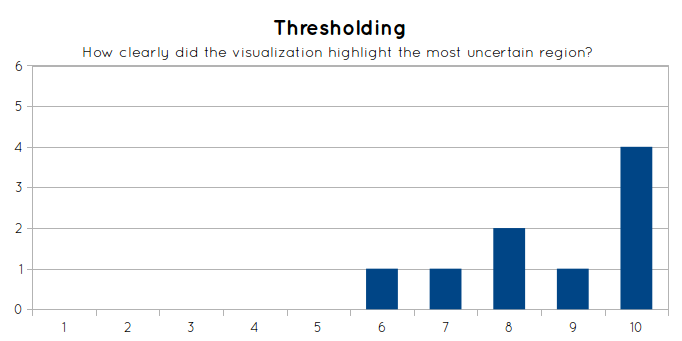 Thresholding
How clearly did the visualization highlight the most uncertain region?
6
5
4
3
2
1
0
1 2 3 4 5 6 7 8 9 10